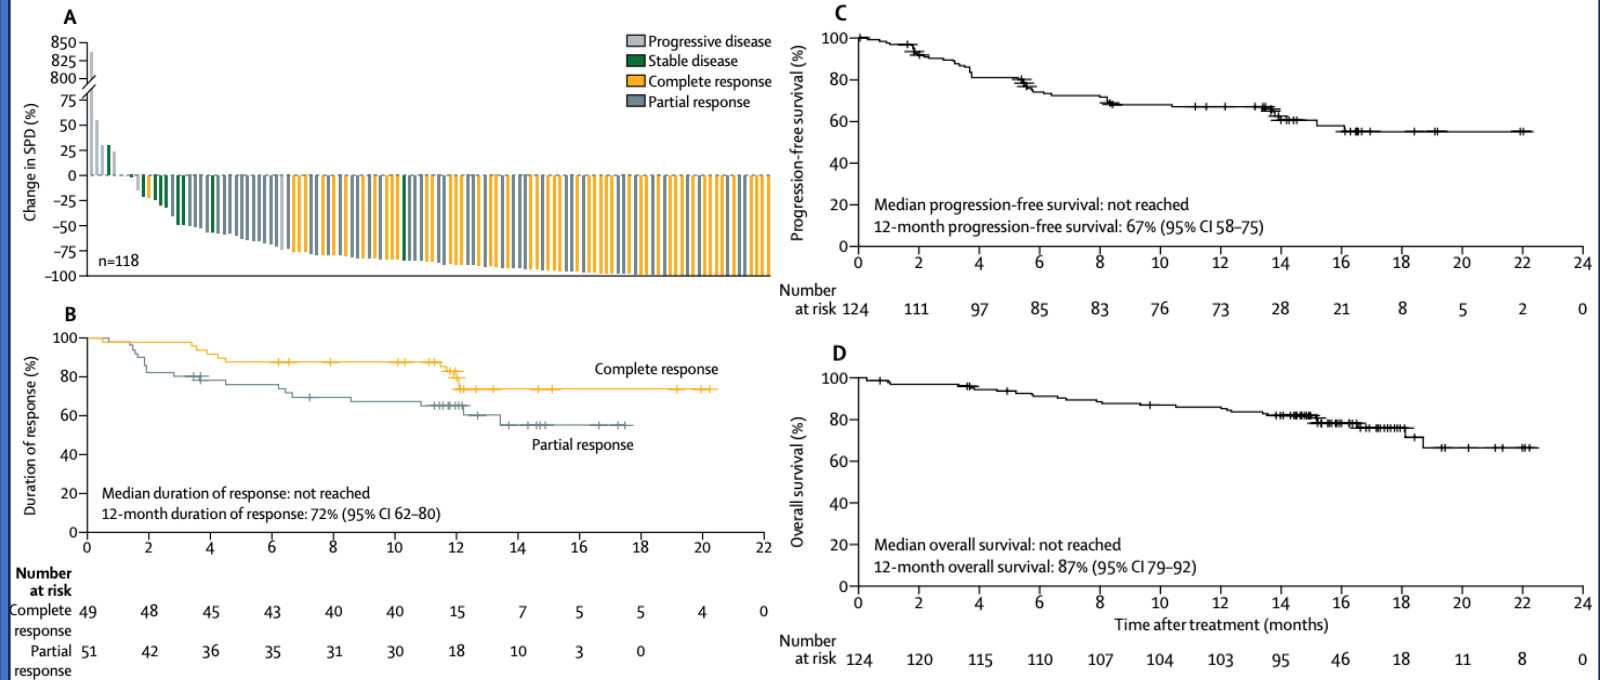 A
850
825
800
75
50
25
0
−25
−50
−75
−100
Change in SPD (%)
Progressive disease
Stable disease
Complete response
Partial response
n=118
B
100
80
60
40
20
0
Duration of response (%)
Complete response
Partial response
Median duration of response: not reached
12-month duration of response: 72% (95% CI 62–80)
0 2 4 6 8 10 12 14 16 18 20 22
Number
at risk
Complete response 49 48 45 43 40 40 15 7 5 5 4 0
Partial response 51 42 36 35 31 30 18 10 3 0
C
100
80
60
40
20
0
Progression-free survival (%)
Median progression-free survival: not reached
12-month progression-free survival: 67% (95% CI 58–75)
0 2 4 6 8 10 12 14 16 18 20 22 24
Number
at risk 124 111 97 85 83 76 73 28 21 8 5 2 0
D
100
80
60
40
20
0
Overall survival (%)
Median overall survival: not reached
12-month overall survival: 87% (95% CI 79–92)
0 2 4 6 8 10 12 14 16 18 20 22 24
Time after treatment (months)
Number
at risk 124 120 115 110 107 104 103 95 46 18 11 8 0